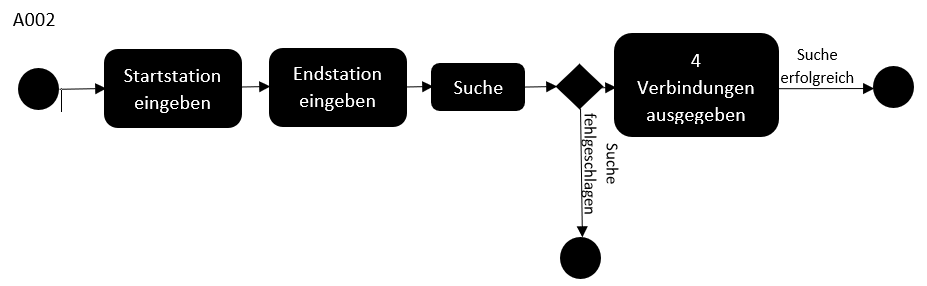 A002
Startstation
eingeben
Endstation
eingeben
Suche
4
Verbindungen
ausgegeben
Suche
erfolgreich
Suche
fehlgeschlagen